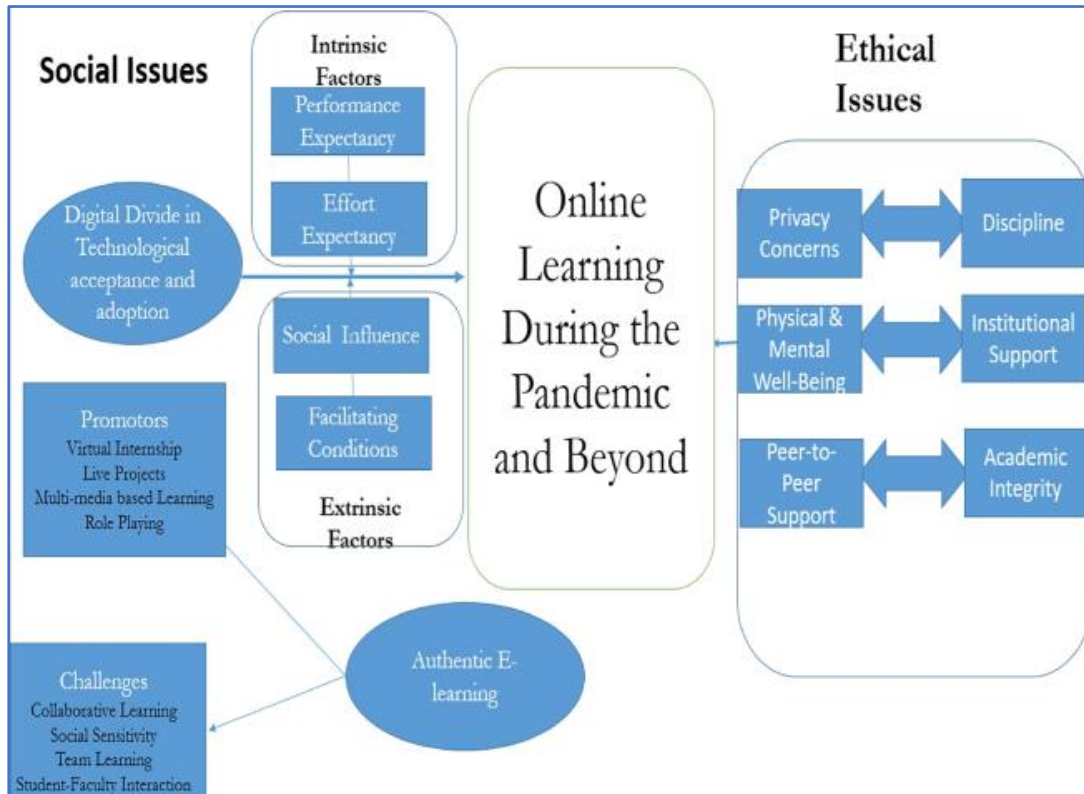 Social Issues
Intrinsic
Factors
Performance
Expectancy
Effort
Expectancy
Digital Divide in
Technological
acceptance and
adoption
Social Influence
Facilitating
Conditions
Extrinsic
Factors
Promotors
Virtual Internship
Live Projects
Multi-media based Learning
Role Playing
Challenges
Collaborative Learning
Social Sensitivity
Team Learning
Student-Faculty Interaction
Authentic E-
learning
Online
Learning
During the
Pandemic
and Beyond
Ethical
Issues
Privacy
Concerns
Discipline
Physical &
Mental
Well-Being
Institutional
Support
Peer-to-
Peer
Support
Academic
Integrity